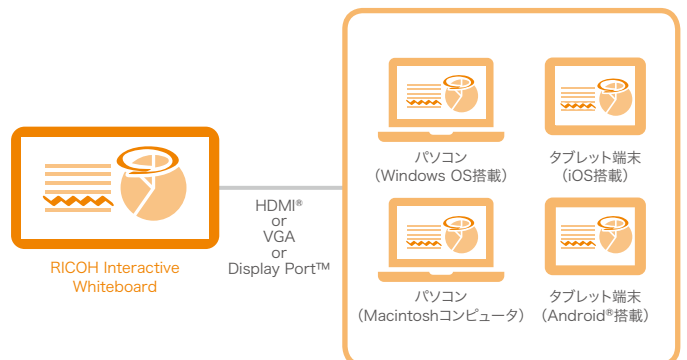 RICOH Interactive
Whiteboard
HDMI®
or
VGA
or
Display Port™
パソコン
（Windows OS搭載）
タブレット端末
（iOS搭載）
パソコン
（Macintoshコンピュータ）
タブレット端末
（Android®搭載）